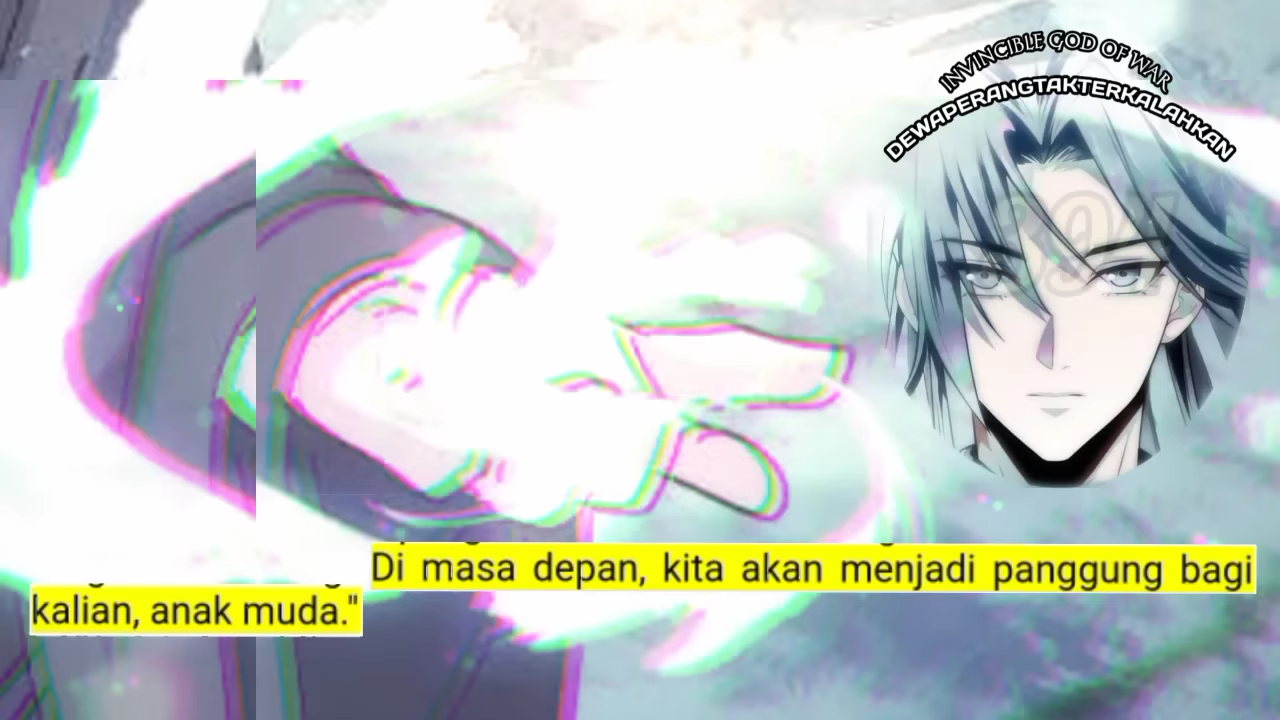 INVINCIBLE GOD OF WAR
DEWAPERANGTAKTERKALAHKAN
Di masa depan, kita akan menjadi panggung bagi
kalian, anak muda."